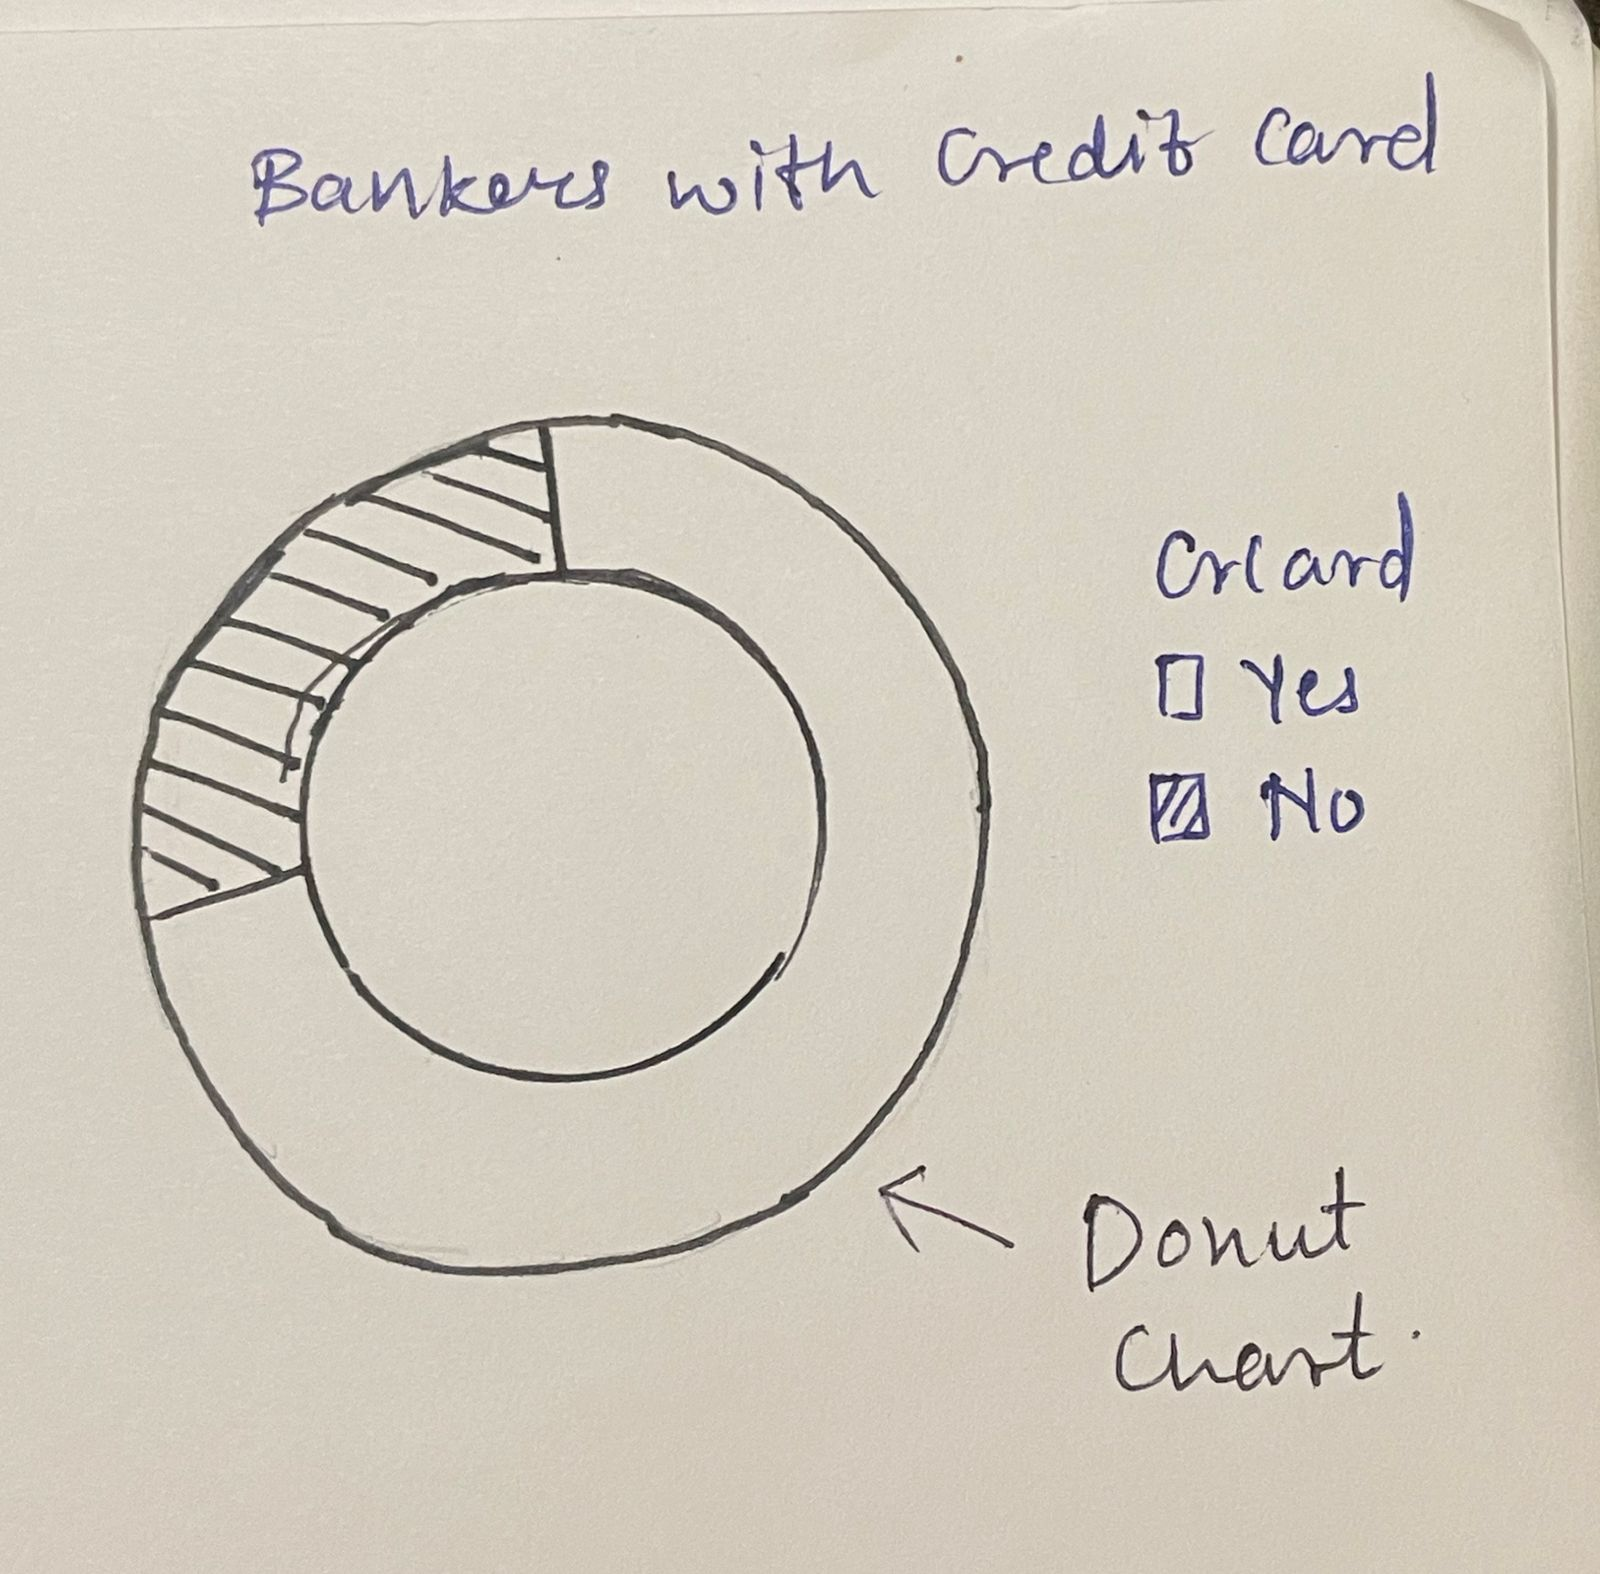 Bankers with Credit Card
CrCard
Yes
No
Donut
Chart.